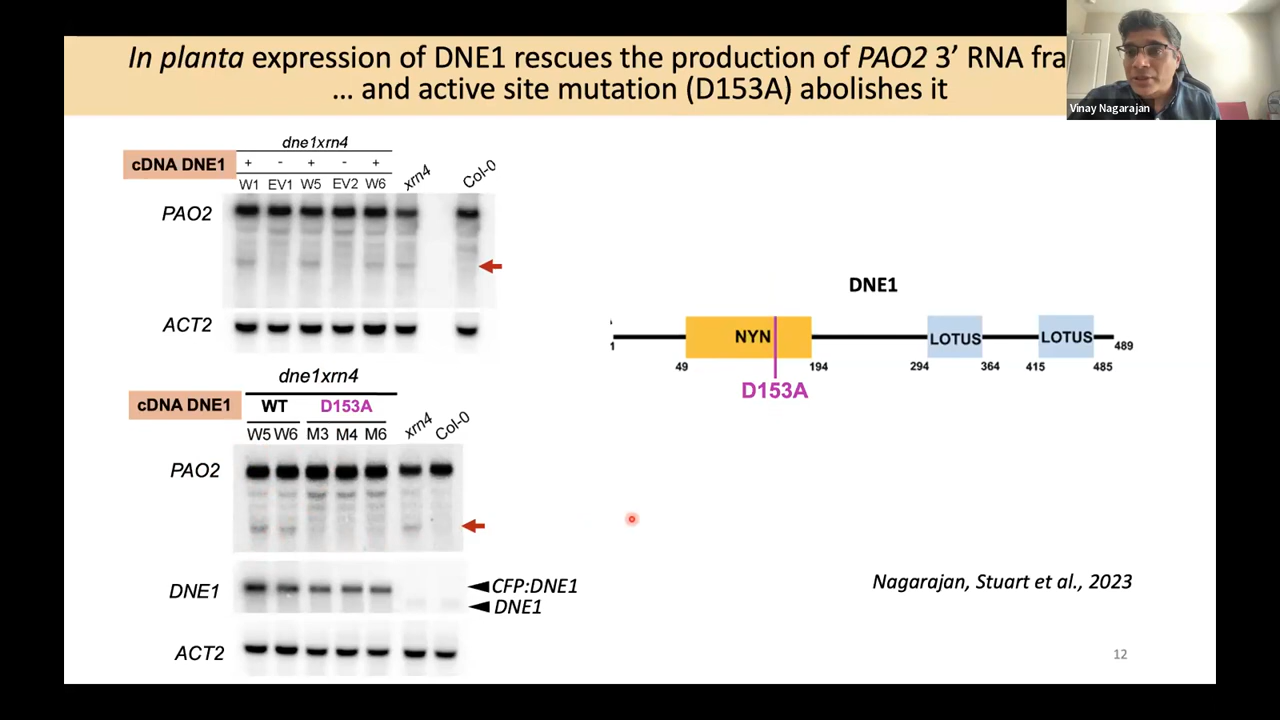 In planta expression of DNE1 rescues the production of PAO2 3’ RNA fra
… and active site mutation (D153A) abolishes it
Vinay Nagarajan
dne1xrn4
cDNA DNE1 + - + - +
W1 EV1 W5 EV2 W6 xrn4 Col-0
PAO2
ACT2
dne1xrn4
cDNA DNE1 WT D153A
W5 W6 M3 M4 M6 xrn4 Col-0
PAO2
DNE1
CFP:DNE1
DNE1
ACT2
DNE1
NYN LOTUS LOTUS
1 49 194 294 364 415 485 489
D153A
Nagarajan, Stuart et al., 2023
12